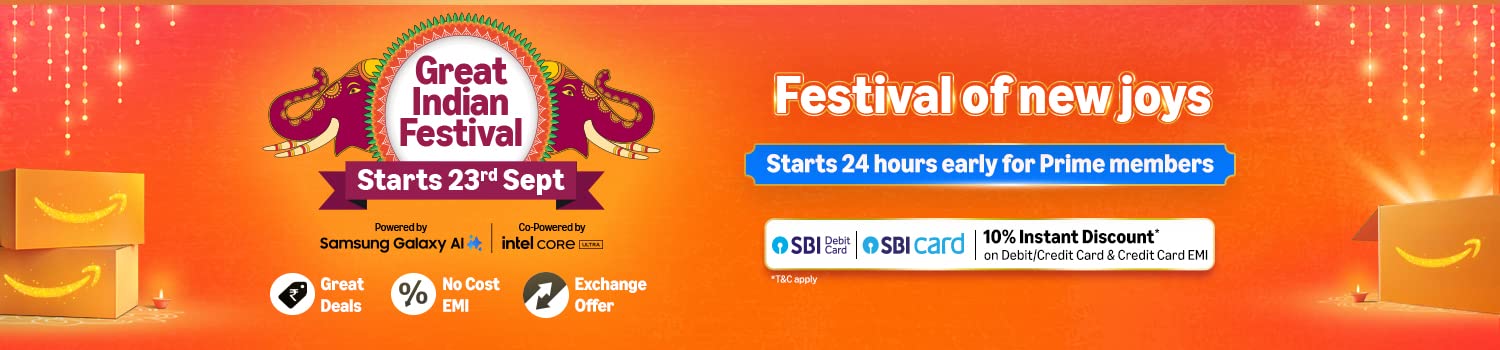 Great
Indian
Festival
Starts 23rd Sept
Powered by
Samsung Galaxy AI
Co-Powered by
intel CORE ULTRA
₹
Great
Deals
%
No Cost
EMI
Exchange
Offer
Festival of new joys
Starts 24 hours early for Prime members
SBI Debit
Card
SBI card
10% Instant Discount*
on Debit/Credit Card & Credit Card EMI
*T&C apply